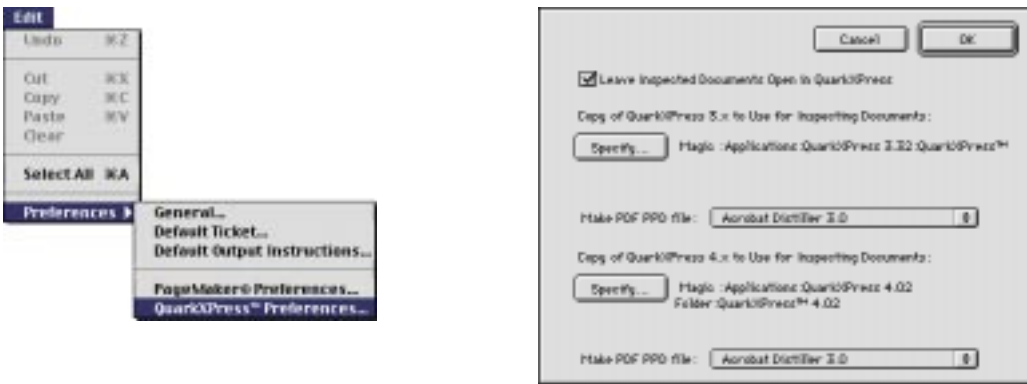 Edit
Undo ⌘Z
Cut ⌘X
Copy ⌘C
Paste ⌘V
Clear
Select All ⌘A
Preferences
General...
Default Ticket...
Default Output Instructions...
PageMaker® Preferences...
QuarkXPress™ Preferences...
Cancel OK
Leave Inspected Documents Open in QuarkXPress
Copy of QuarkXPress 3.x to Use for Inspecting Documents:
Specify... Magic :Applications:QuarkXPress 3.32:QuarkXPress™
Make PDF PPD file: Acrobat Distiller 3.0
Copy of QuarkXPress 4.x to Use for Inspecting Documents:
Specify... Magic :Applications:QuarkXPress 4.02
Folder:QuarkXPress™ 4.02
Make PDF PPD file: Acrobat Distiller 3.0